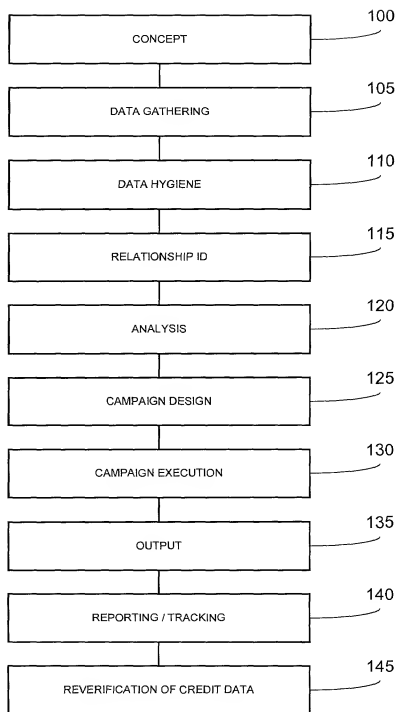 100
CONCEPT
105
DATA GATHERING
110
DATA HYGIENE
115
RELATIONSHIP ID
120
ANALYSIS
125
CAMPAIGN DESIGN
130
CAMPAIGN EXECUTION
135
OUTPUT
140
REPORTING / TRACKING
145
REVERIFICATION OF CREDIT DATA